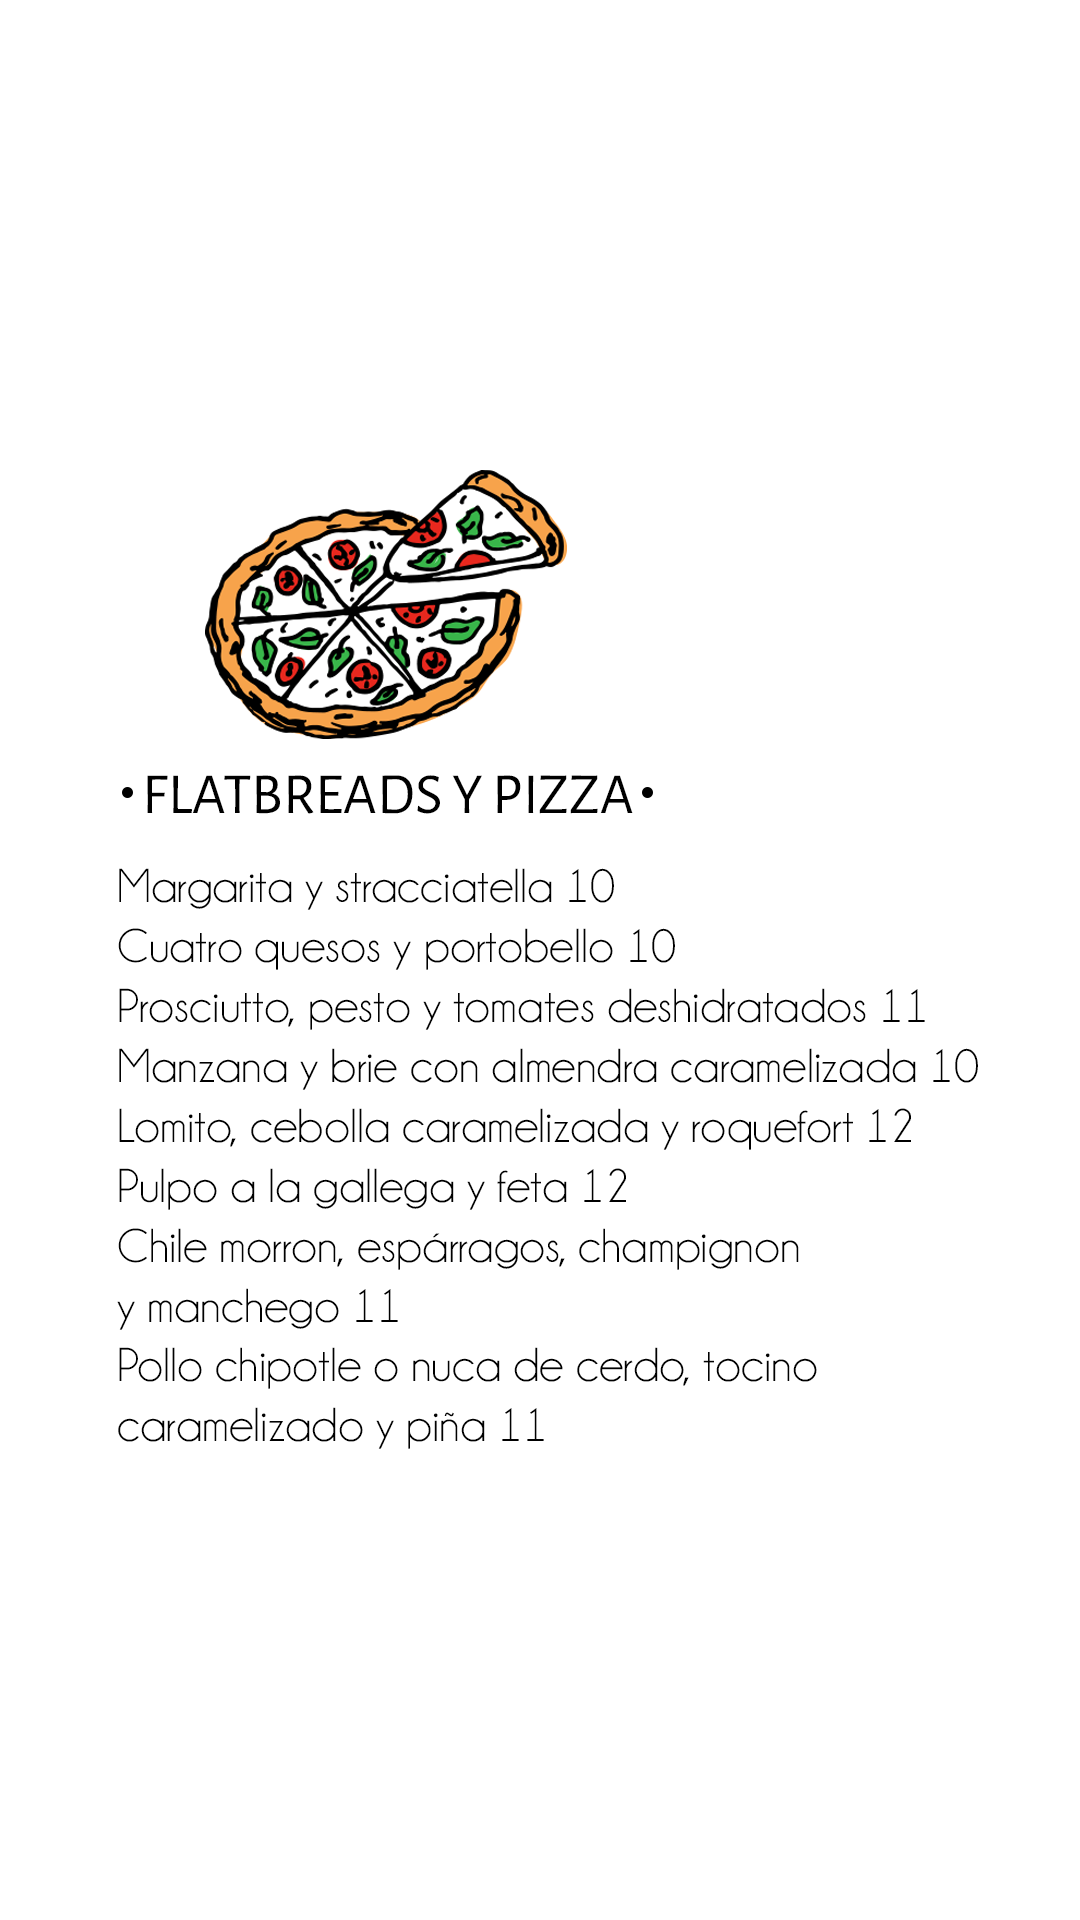 • FLATBREADS Y PIZZA •
Margarita y stracciatella 10
Cuatro quesos y portobello 10
Prosciutto, pesto y tomates deshidratados 11
Manzana y brie con almendra caramelizada 10
Lomito, cebolla caramelizada y roquefort 12
Pulpo a la gallega y feta 12
Chile morron, espárragos, champignon
y manchego 11
Pollo chipotle o nuca de cerdo, tocino
caramelizado y piña 11